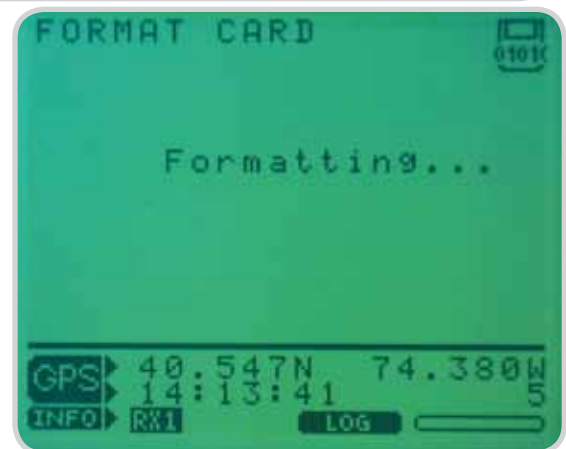 FORMAT CARD
0101
Formatting...
GPS 40.547N 74.380W
14:13:41 5
INFO RX1 LOG